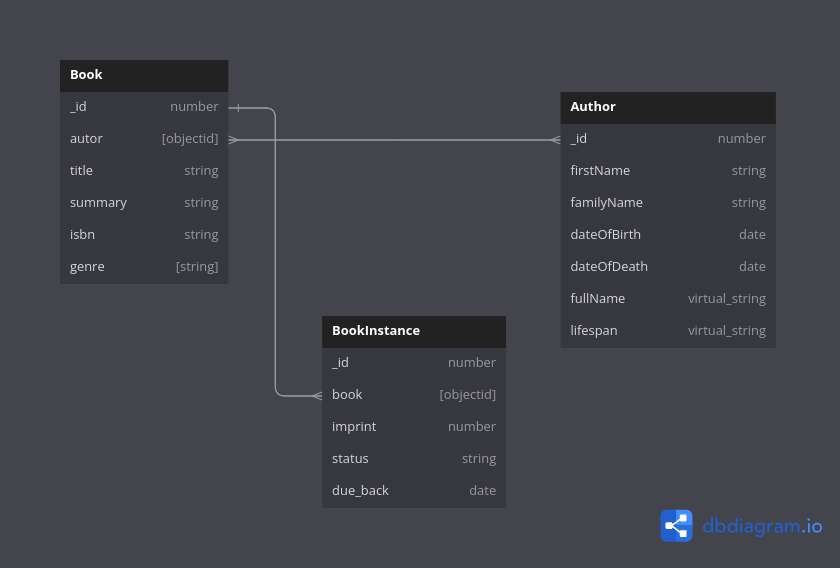 Book
_id number
autor [objectid]
title string
summary string
isbn string
genre [string]
Author
_id number
firstName string
familyName string
dateOfBirth date
dateOfDeath date
fullName virtual_string
lifespan virtual_string
BookInstance
_id number
book [objectid]
imprint number
status string
due_back date
dbdiagram.io